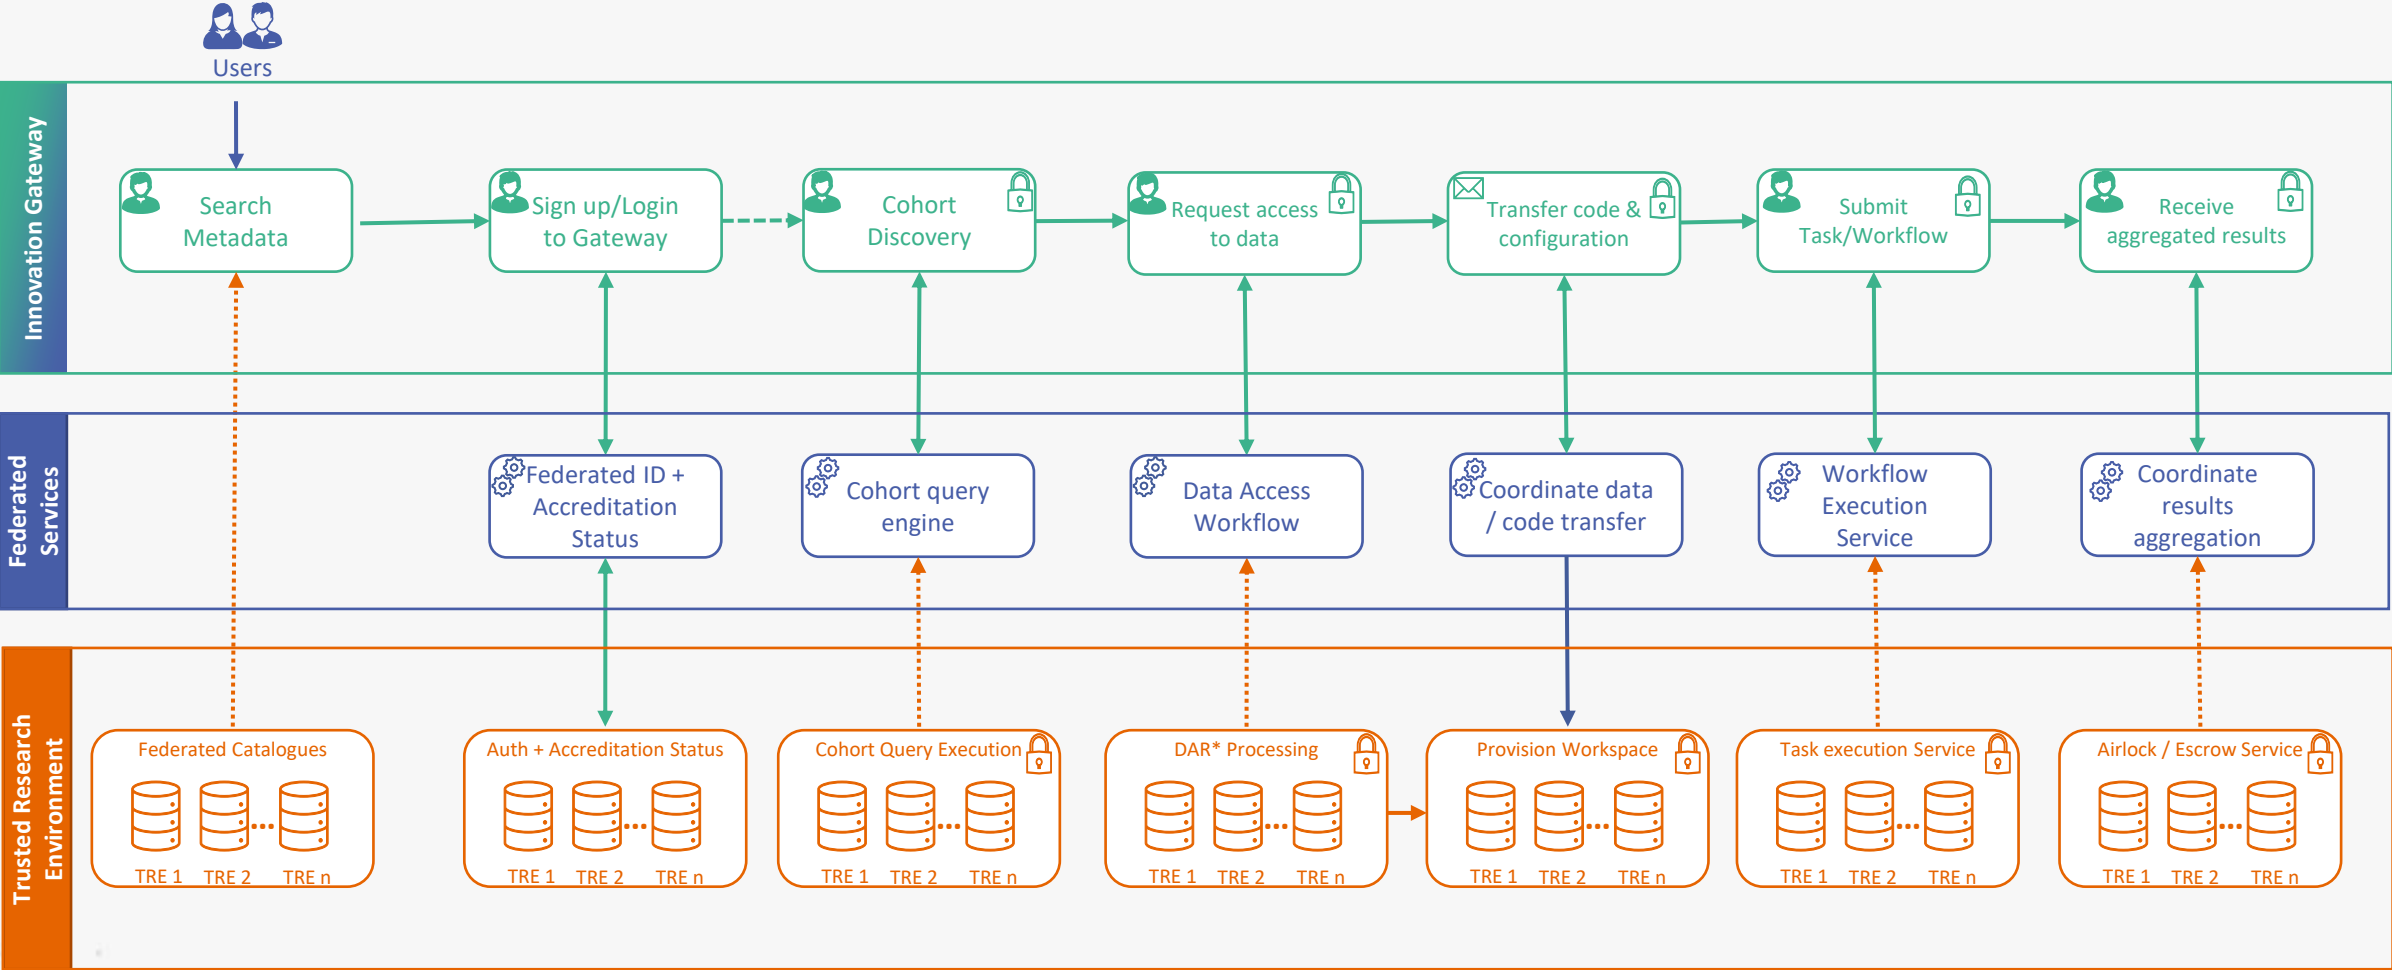 Users
Innovation Gateway
Search
Metadata
Sign up/Login
to Gateway
Cohort
Discovery
Request access
to data
Transfer code &
configuration
Submit
Task/Workflow
Receive
aggregated results
Federated
Services
Federated ID +
Accreditation
Status
Cohort query
engine
Data Access
Workflow
Coordinate data
/ code transfer
Workflow
Execution
Service
Coordinate
results
aggregation
Trusted Research
Environment
Federated Catalogues
TRE 1 TRE 2 TRE n
Auth + Accreditation Status
TRE 1 TRE 2 TRE n
Cohort Query Execution
TRE 1 TRE 2 TRE n
DAR* Processing
TRE 1 TRE 2 TRE n
Provision Workspace
TRE 1 TRE 2 TRE n
Task execution Service
TRE 1 TRE 2 TRE n
Airlock / Escrow Service
TRE 1 TRE 2 TRE n